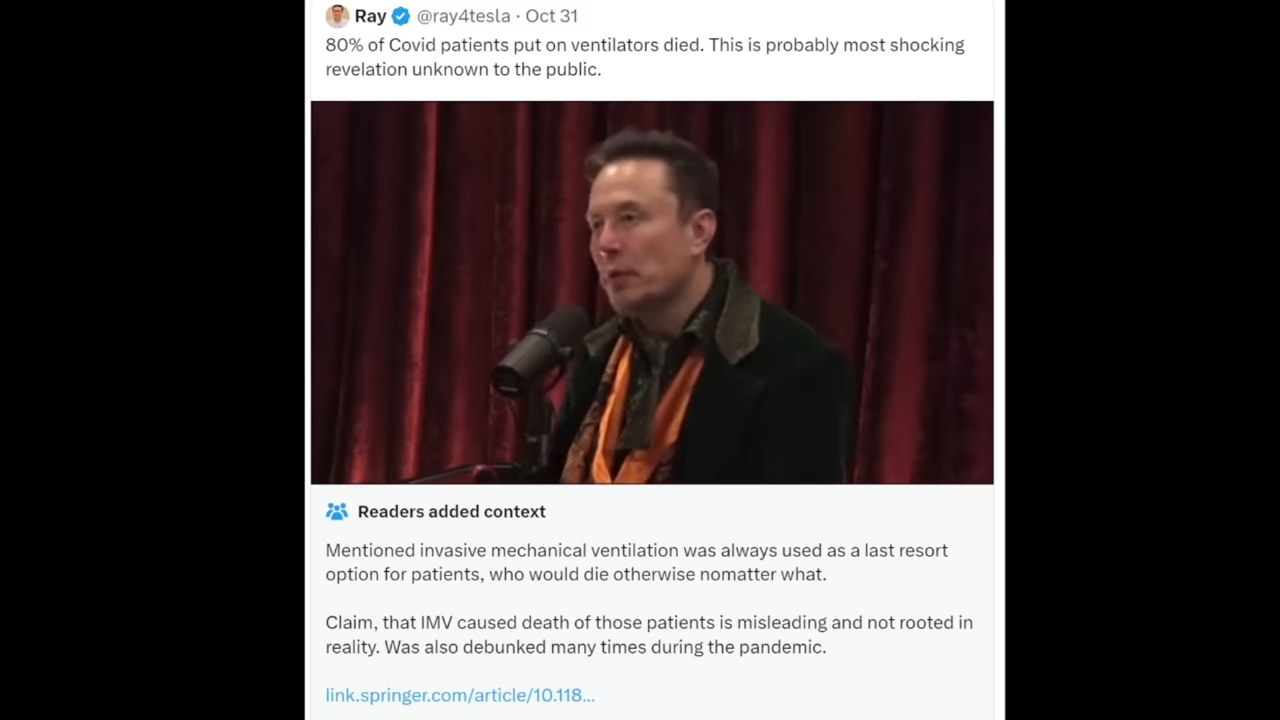 Ray @ray4tesla · Oct 31
80% of Covid patients put on ventilators died. This is probably most shocking
revelation unknown to the public.
Readers added context
Mentioned invasive mechanical ventilation was always used as a last resort
option for patients, who would die otherwise nomatter what.
Claim, that IMV caused death of those patients is misleading and not rooted in
reality. Was also debunked many times during the pandemic.
link.springer.com/article/10.118...